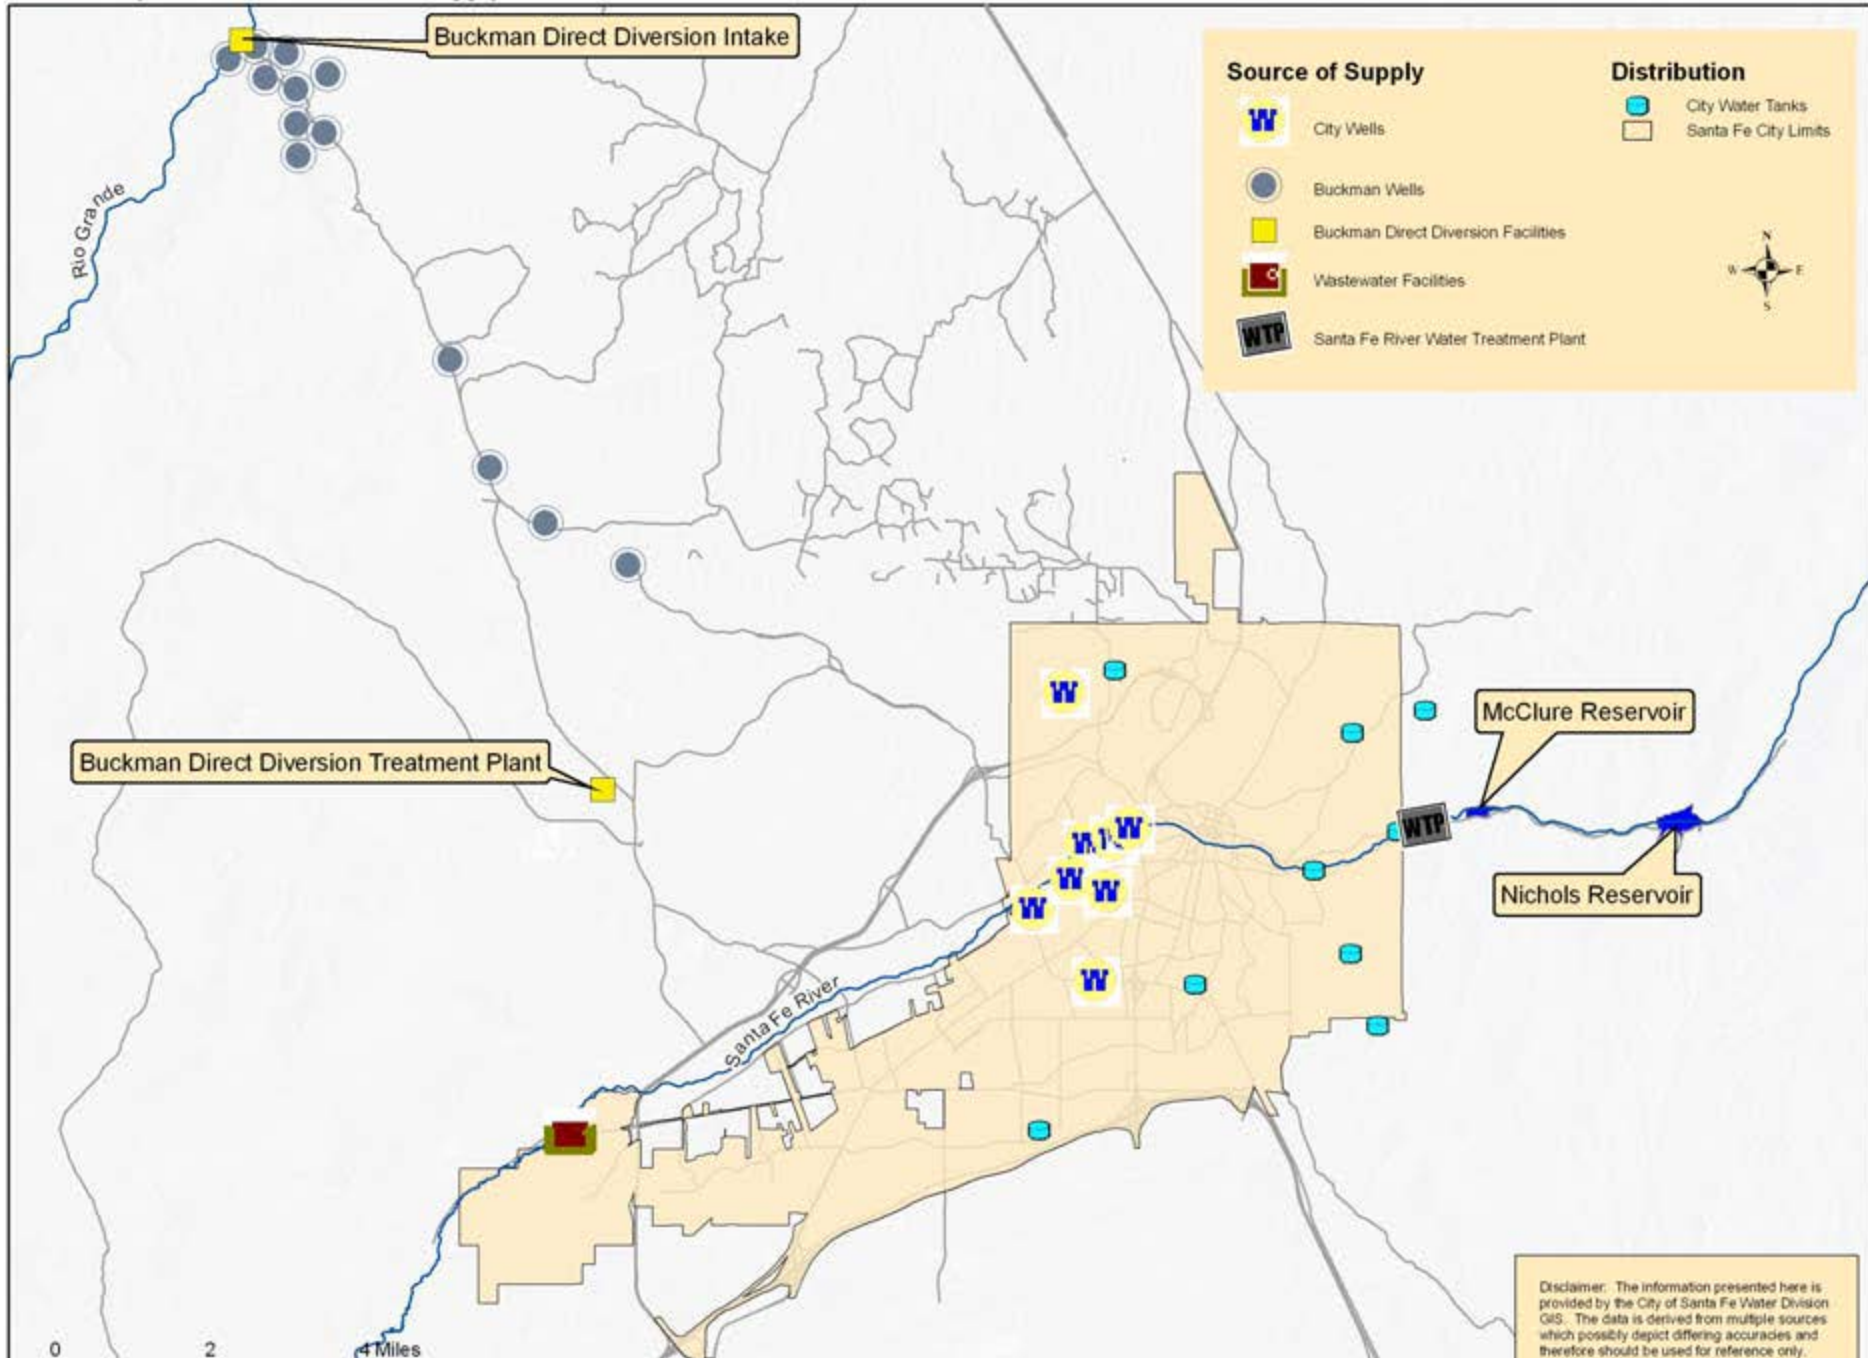 Buckman Direct Diversion Intake
Source of Supply
Distribution
City Wells
City Water Tanks
Santa Fe City Limits
Buckman Wells
Buckman Direct Diversion Facilities
Wastewater Facilities
WTP
Santa Fe River Water Treatment Plant
N
W
E
S
Rio Grande
McClure Reservoir
Buckman Direct Diversion Treatment Plant
WTP
Nichols Reservoir
W
W
W
W
W
W
W
W
Santa Fe River
Disclaimer: The information presented here is
provided by the City of Santa Fe Water Division
GIS. The data is derived from multiple sources
which possibly depict differing accuracies and
therefore should be used for reference only.
0 2 4 Miles